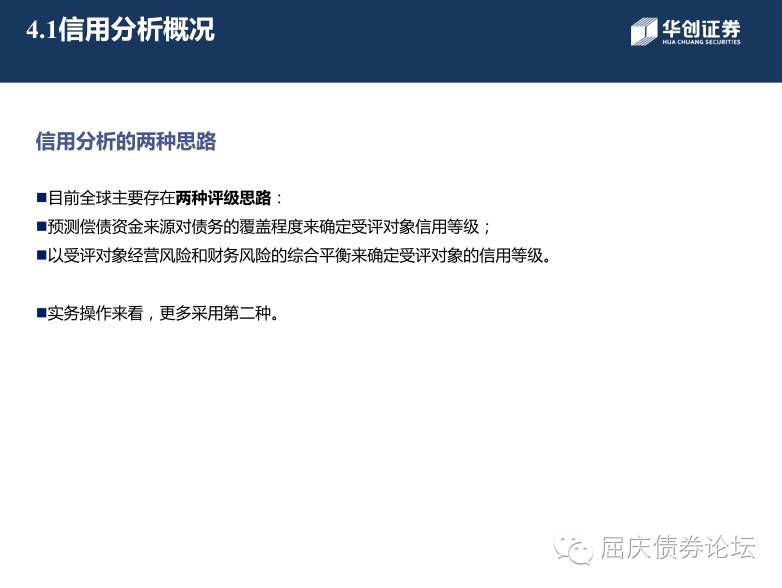 4.1信用分析概况
华创证券
HUA CHUANG SECURITIES
信用分析的两种思路
■目前全球主要存在两种评级思路：
■预测偿债资金来源对债务的覆盖程度来确定受评对象信用等级；
■以受评对象经营风险和财务风险的综合平衡来确定受评对象的信用等级。
■实务操作来看，更多采用第二种。
屈庆债券论坛